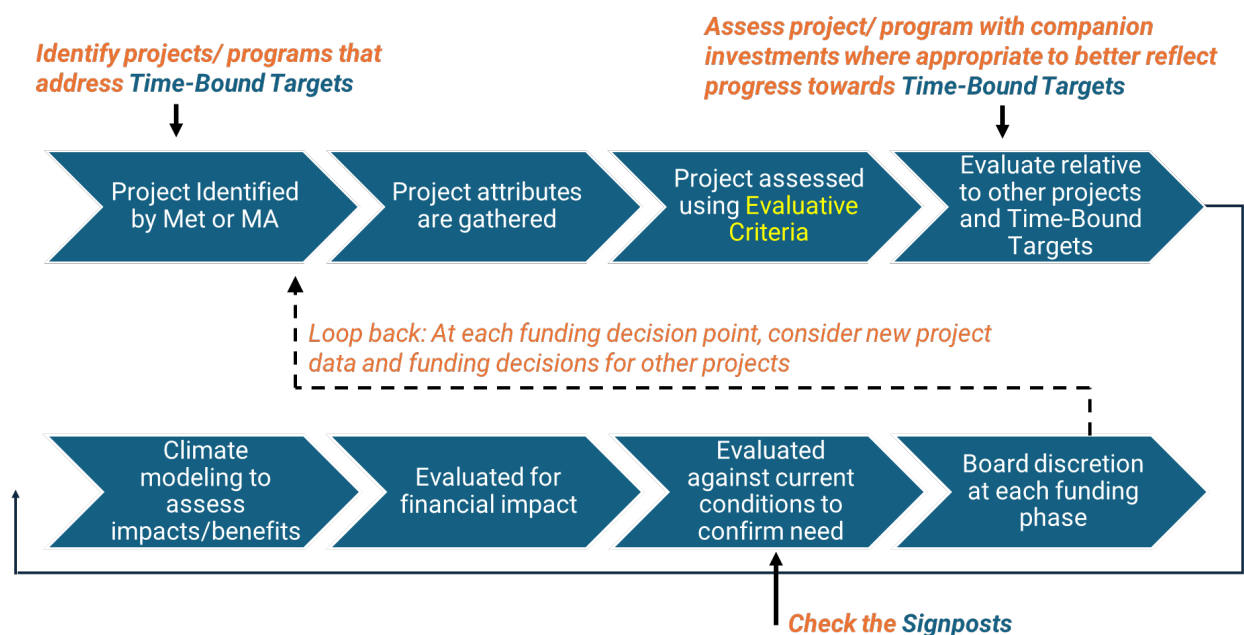 Identify projects/ programs that
address Time-Bound Targets
Assess project/ program with companion
investments where appropriate to better reflect
progress towards Time-Bound Targets
Project Identified
by Met or MA
Project attributes
are gathered
Project assessed
using Evaluative
Criteria
Evaluate relative
to other projects
and Time-Bound
Targets
Loop back: At each funding decision point, consider new project
data and funding decisions for other projects
Climate
modeling to
assess
impacts/benefits
Evaluated for
financial impact
Evaluated
against current
conditions to
confirm need
Board discretion
at each funding
phase
Check the Signposts